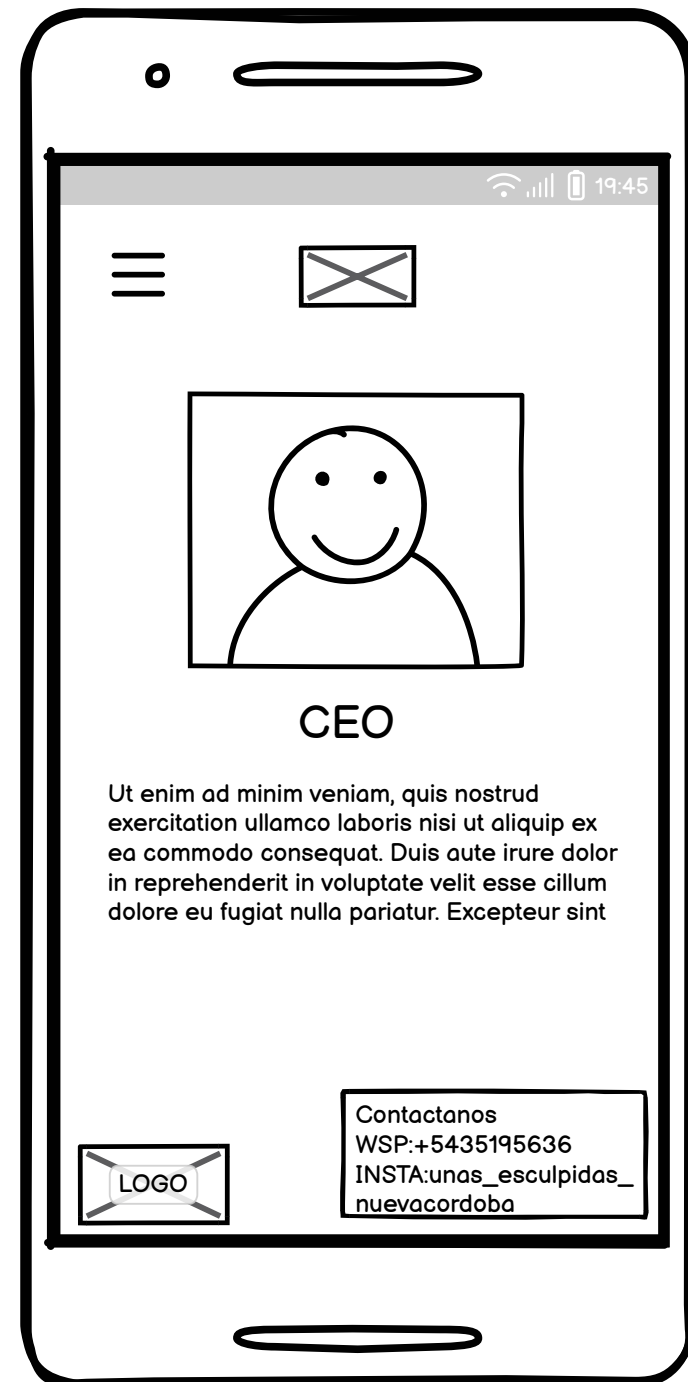 19:45
CEO
Ut enim ad minim veniam, quis nostrud
exercitation ullamco laboris nisi ut aliquip ex
ea commodo consequat. Duis aute irure dolor
in reprehenderit in voluptate velit esse cillum
dolore eu fugiat nulla pariatur. Excepteur sint
LOGO
Contactanos
WSP:+5435195636
INSTA:unas_esculpidas_
nuevacordoba